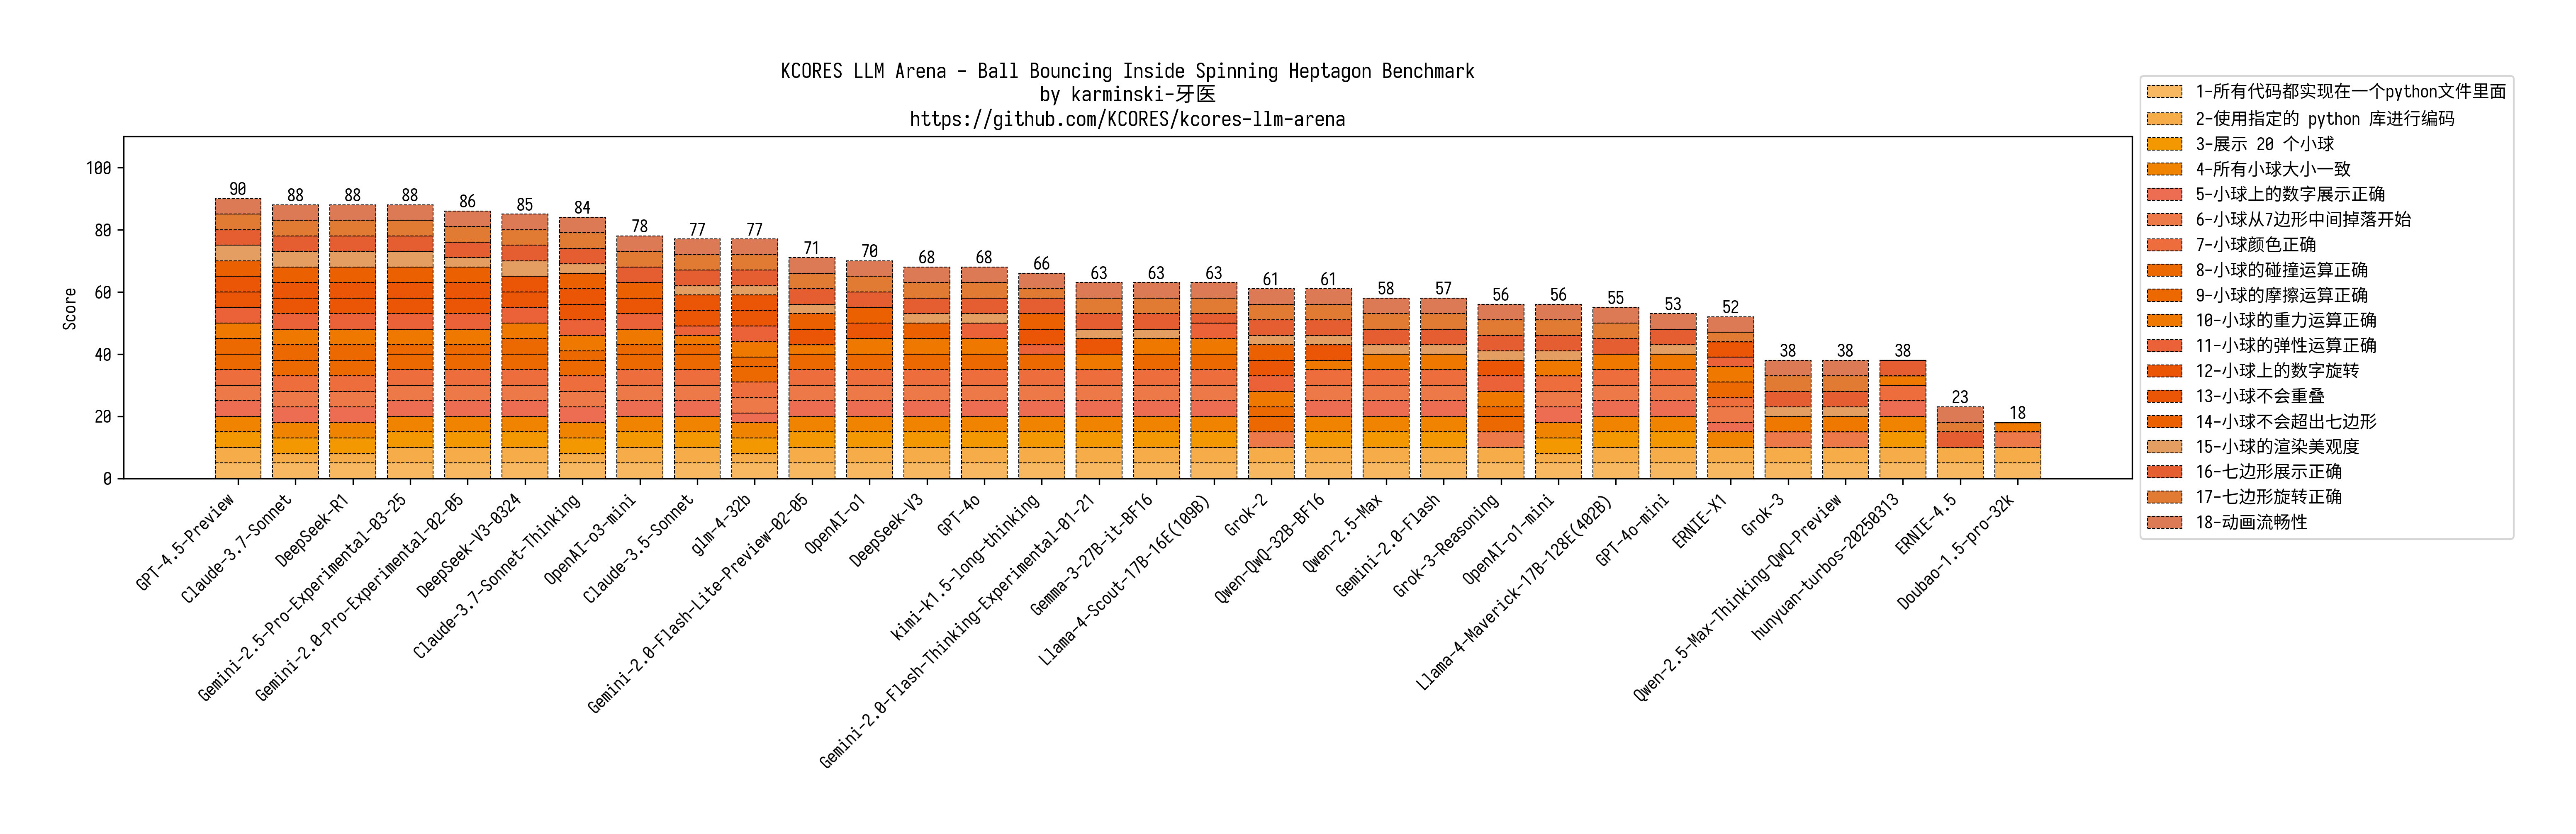 KCORES LLM Arena - Ball Bouncing Inside Spinning Heptagon Benchmark
by karminski-牙医
https://github.com/KCORES/kcores-llm-arena
Score
100
80
60
40
20
0
90
88
88
88
86
85
84
78
77
77
71
70
68
68
66
63
63
63
61
61
58
57
56
56
55
53
52
38
38
38
23
18
GPT-4.5-Preview
Claude-3.7-Sonnet
DeepSeek-R1
Gemini-2.5-Pro-Experimental-03-25
Gemini-2.0-Pro-Experimental-02-05
DeepSeek-V3-0324
Claude-3.7-Sonnet-Thinking
OpenAI-o3-mini
Claude-3.5-Sonnet
glm-4-32b
Gemini-2.0-Flash-Lite-Preview-02-05
OpenAI-o1
DeepSeek-V3
GPT-4o
kimi-k1.5-long-thinking
Gemini-2.0-Flash-Thinking-Experimental-01-21
Gemma-3-27B-it-BF16
Llama-4-Scout-17B-16E(109B)
Grok-2
Qwen-QwQ-32B-BF16
Qwen-2.5-Max
Gemini-2.0-Flash
Grok-3-Reasoning
OpenAI-o1-mini
Llama-4-Maverick-17B-128E(402B)
GPT-4o-mini
ERNIE-X1
Grok-3
Qwen-2.5-Max-Thinking-QwQ-Preview
hunyuan-turbos-20250313
ERNIE-4.5
Doubao-1.5-pro-32k
1-所有代码都实现在一个python文件里面
2-使用指定的 python 库进行编码
3-展示 20 个小球
4-所有小球大小一致
5-小球上的数字展示正确
6-小球从7边形中间掉落开始
7-小球颜色正确
8-小球的碰撞运算正确
9-小球的摩擦运算正确
10-小球的重力运算正确
11-小球的弹性运算正确
12-小球上的数字旋转
13-小球不会重叠
14-小球不会超出七边形
15-小球的渲染美观度
16-七边形展示正确
17-七边形旋转正确
18-动画流畅性